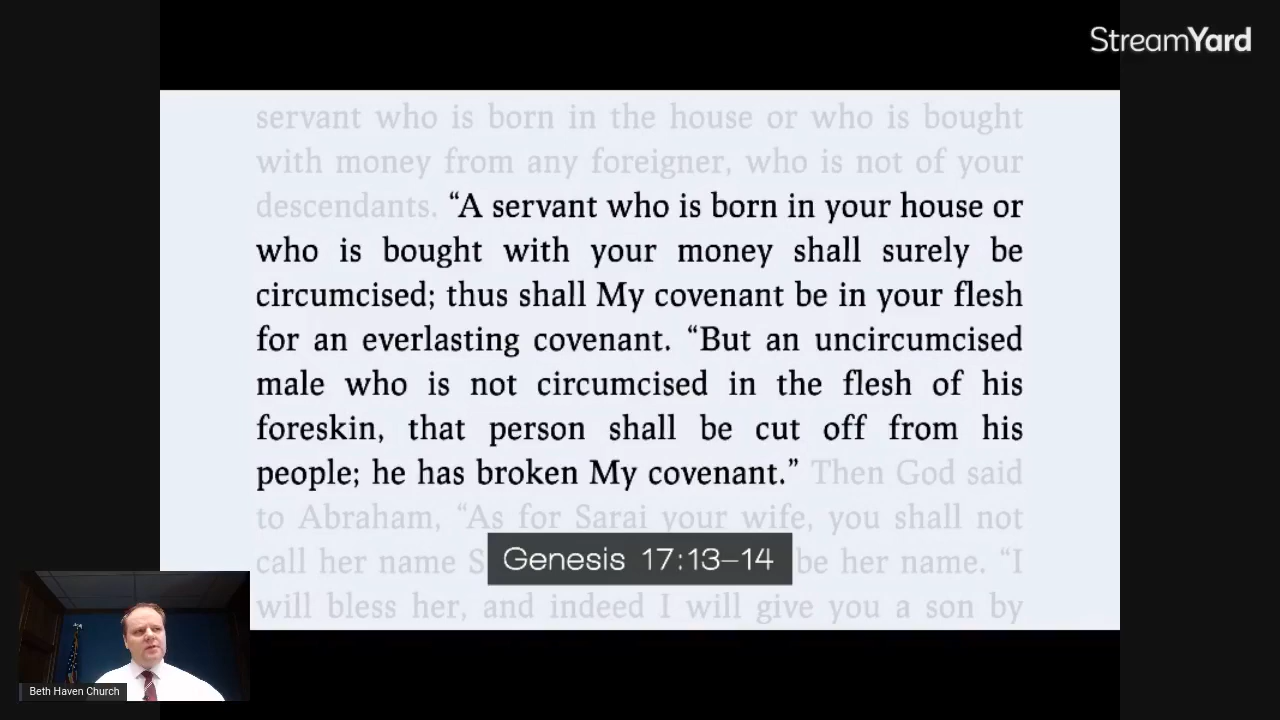 StreamYard
servant who is born in the house or who is bought
with money from any foreigner, who is not of your
descendants. “A servant who is born in your house or
who is bought with your money shall surely be
circumcised; thus shall My covenant be in your flesh
for an everlasting covenant. “But an uncircumcised
male who is not circumcised in the flesh of his
foreskin, that person shall be cut off from his
people; he has broken My covenant.” Then God said
to Abraham, “As for Sarai your wife, you shall not
call her name S be her name. “I
Genesis 17:13–14
will bless her, and indeed I will give you a son by
Beth Haven Church